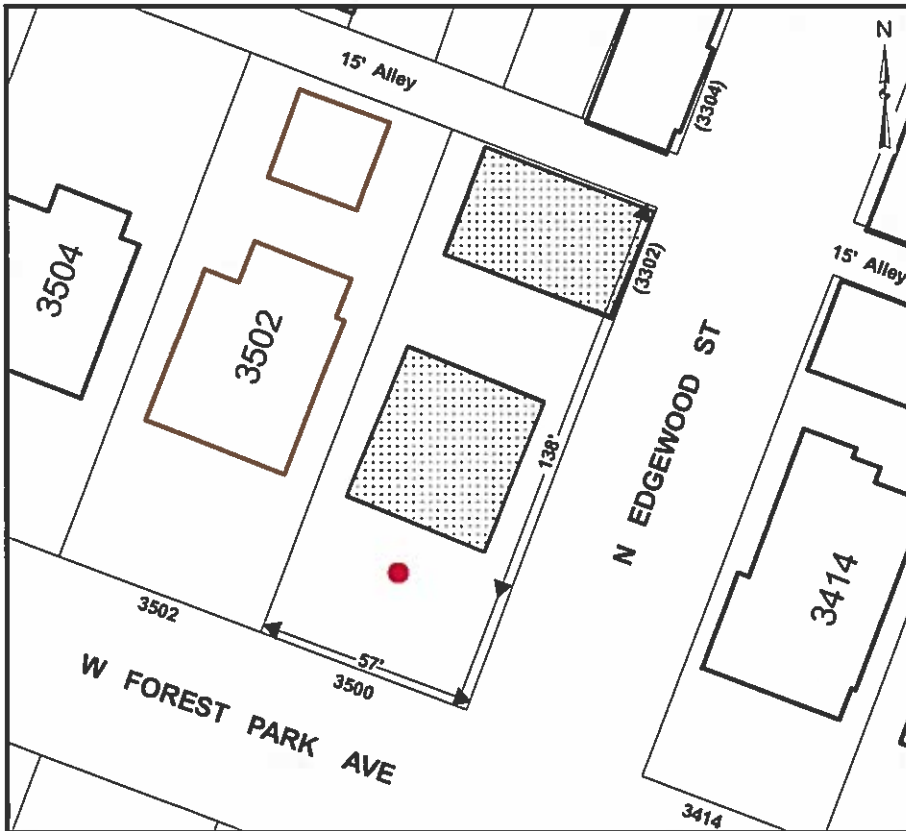 N
15' Alley
(3304)
15' Alley
(3302)
3504
3502
N EDGEWOOD ST
138'
3414
3502
57'
3500
W FOREST PARK AVE
3414